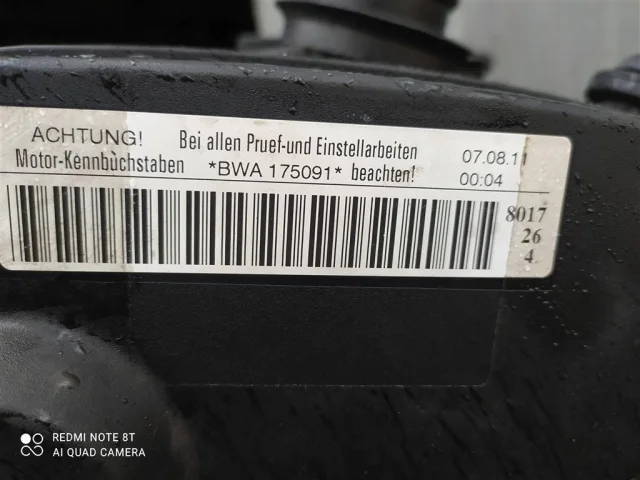 ACHTUNG! Bei allen Pruef-und Einstellarbeiten 07.08.11
Motor-Kennbuchstaben *BWA 175091* beachten! 00:04
8017
26
4
REDMI NOTE 8T
AI QUAD CAMERA